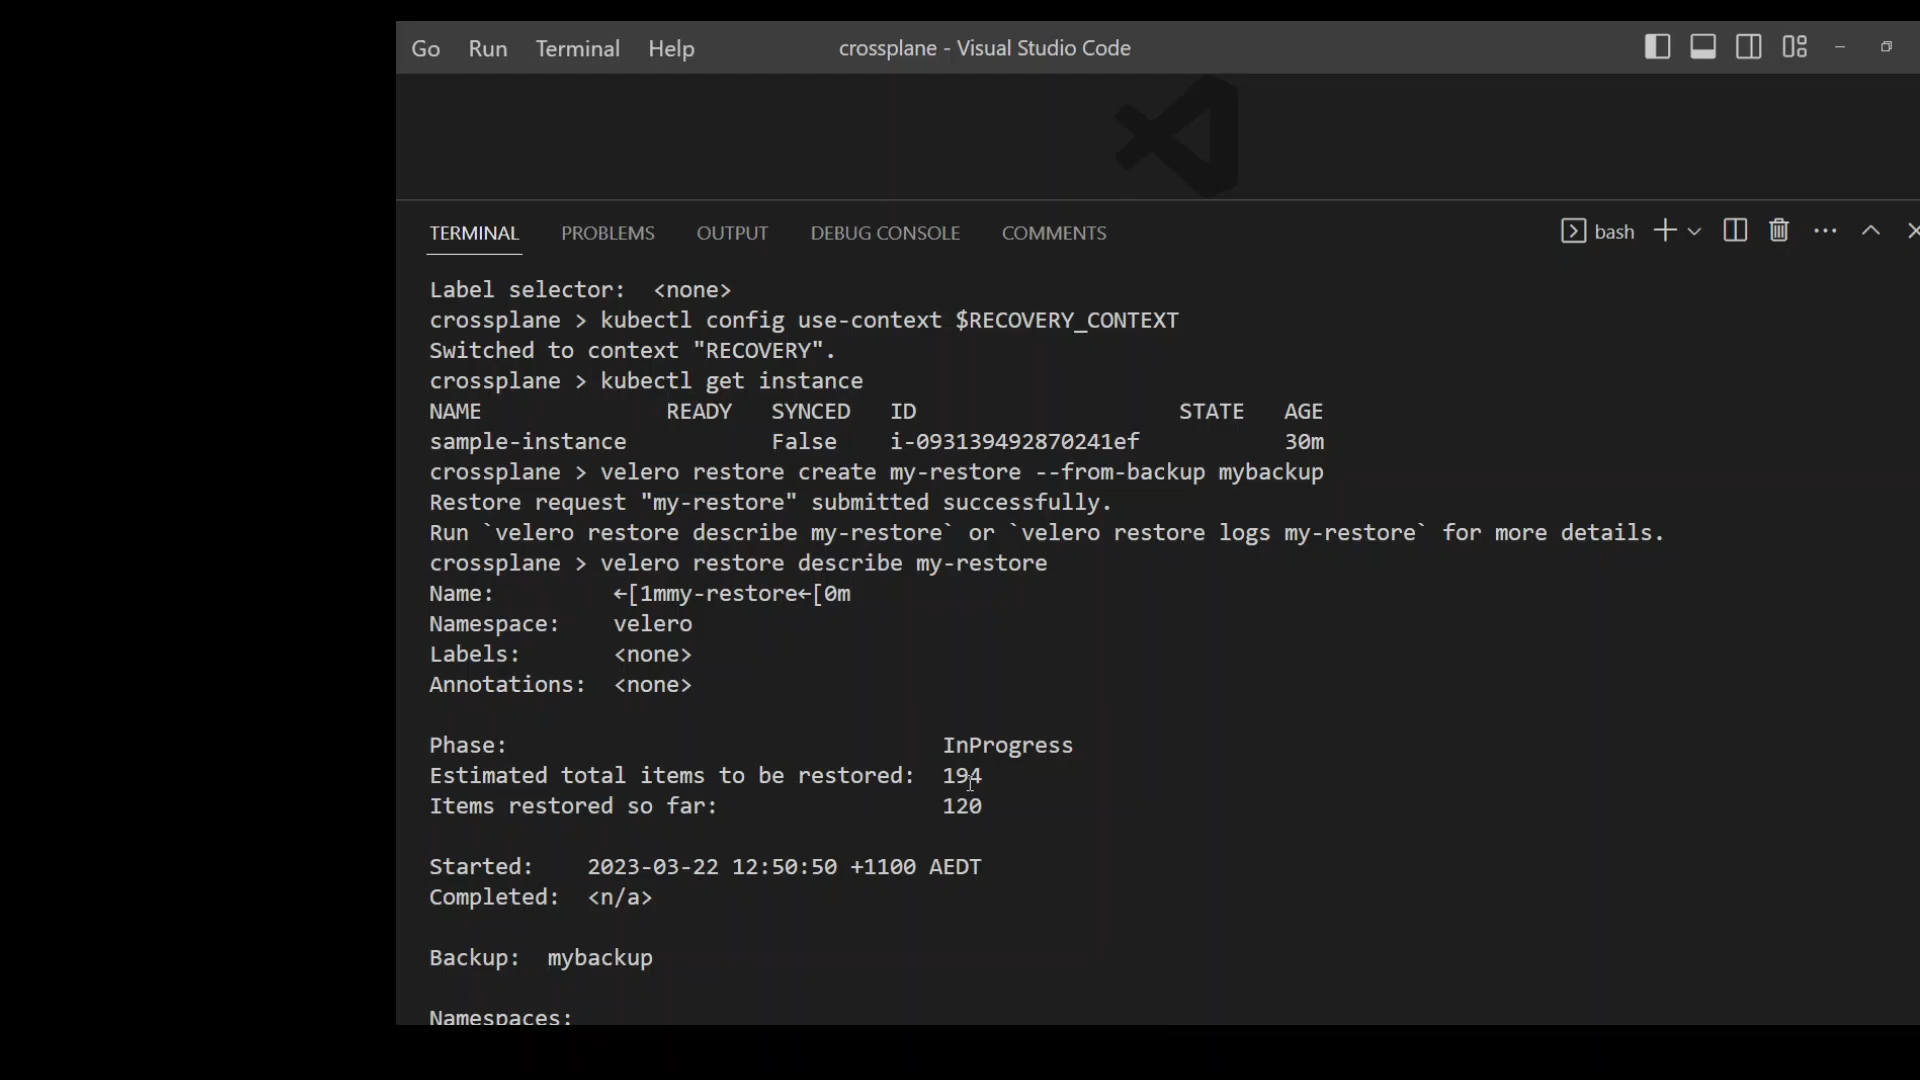 Go Run Terminal Help crossplane - Visual Studio Code
TERMINAL PROBLEMS OUTPUT DEBUG CONSOLE COMMENTS bash
Label selector:  <none>
crossplane > kubectl config use-context $RECOVERY_CONTEXT
Switched to context "RECOVERY".
crossplane > kubectl get instance
NAME              READY   SYNCED   ID                    STATE   AGE
sample-instance           False    i-093139492870241ef           30m
crossplane > velero restore create my-restore --from-backup mybackup
Restore request "my-restore" submitted successfully.
Run `velero restore describe my-restore` or `velero restore logs my-restore` for more details.
crossplane > velero restore describe my-restore
Name:         ←[1mmy-restore←[0m
Namespace:    velero
Labels:       <none>
Annotations:  <none>
Phase:                                 InProgress
Estimated total items to be restored:  194
Items restored so far:                 120
Started:    2023-03-22 12:50:50 +1100 AEDT
Completed:  <n/a>
Backup:  mybackup
Namespaces: